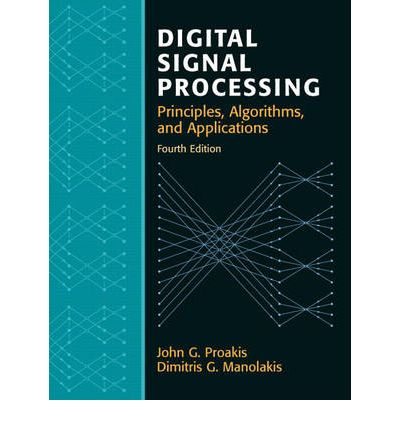 DIGITAL
SIGNAL
PROCESSING
Principles, Algorithms,
and Applications
Fourth Edition
John G. Proakis
Dimitris G. Manolakis